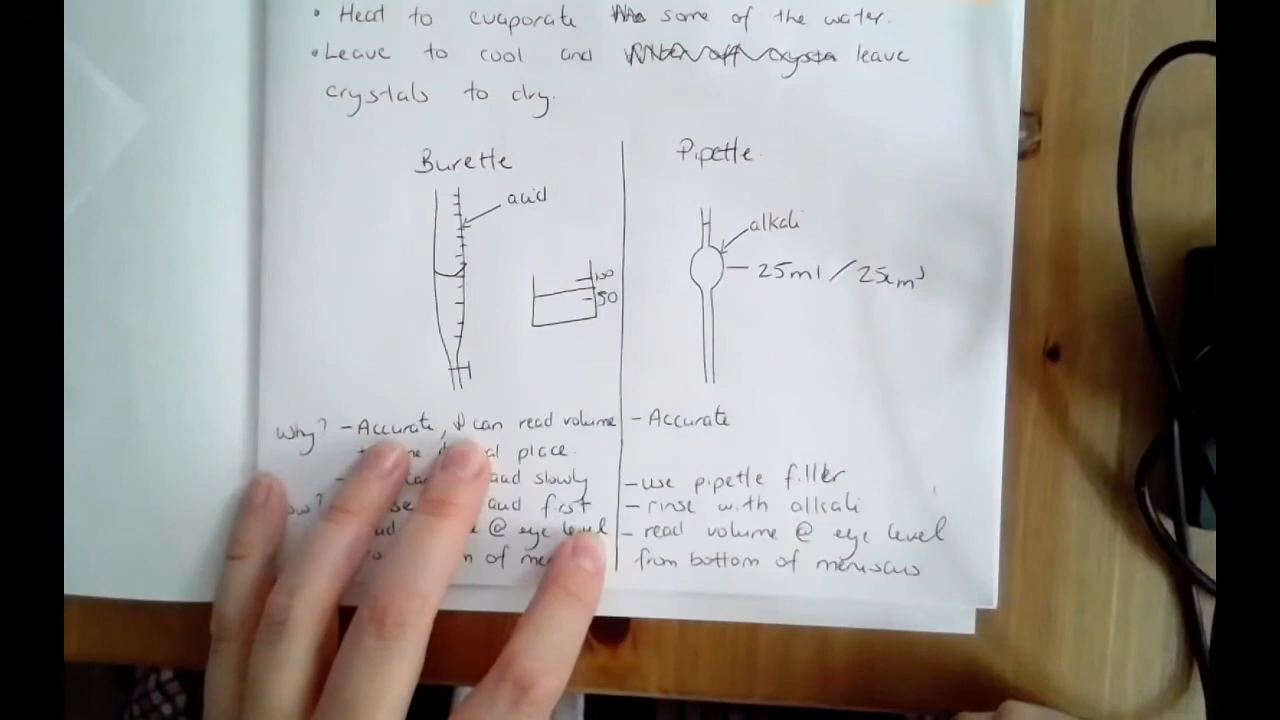 • Heat to evaporate some of the water.
• Leave to cool and leave
crystals to dry.
Burette
Pipette.
acid
alkali
100
50
25ml / 25cm³
Why? - Accurate, can read volume
place.
slowly
first
@ eye level
of
- Accurate
- use pipette filler
- rinse with alkali
- read volume @ eye level
from bottom of meniscus